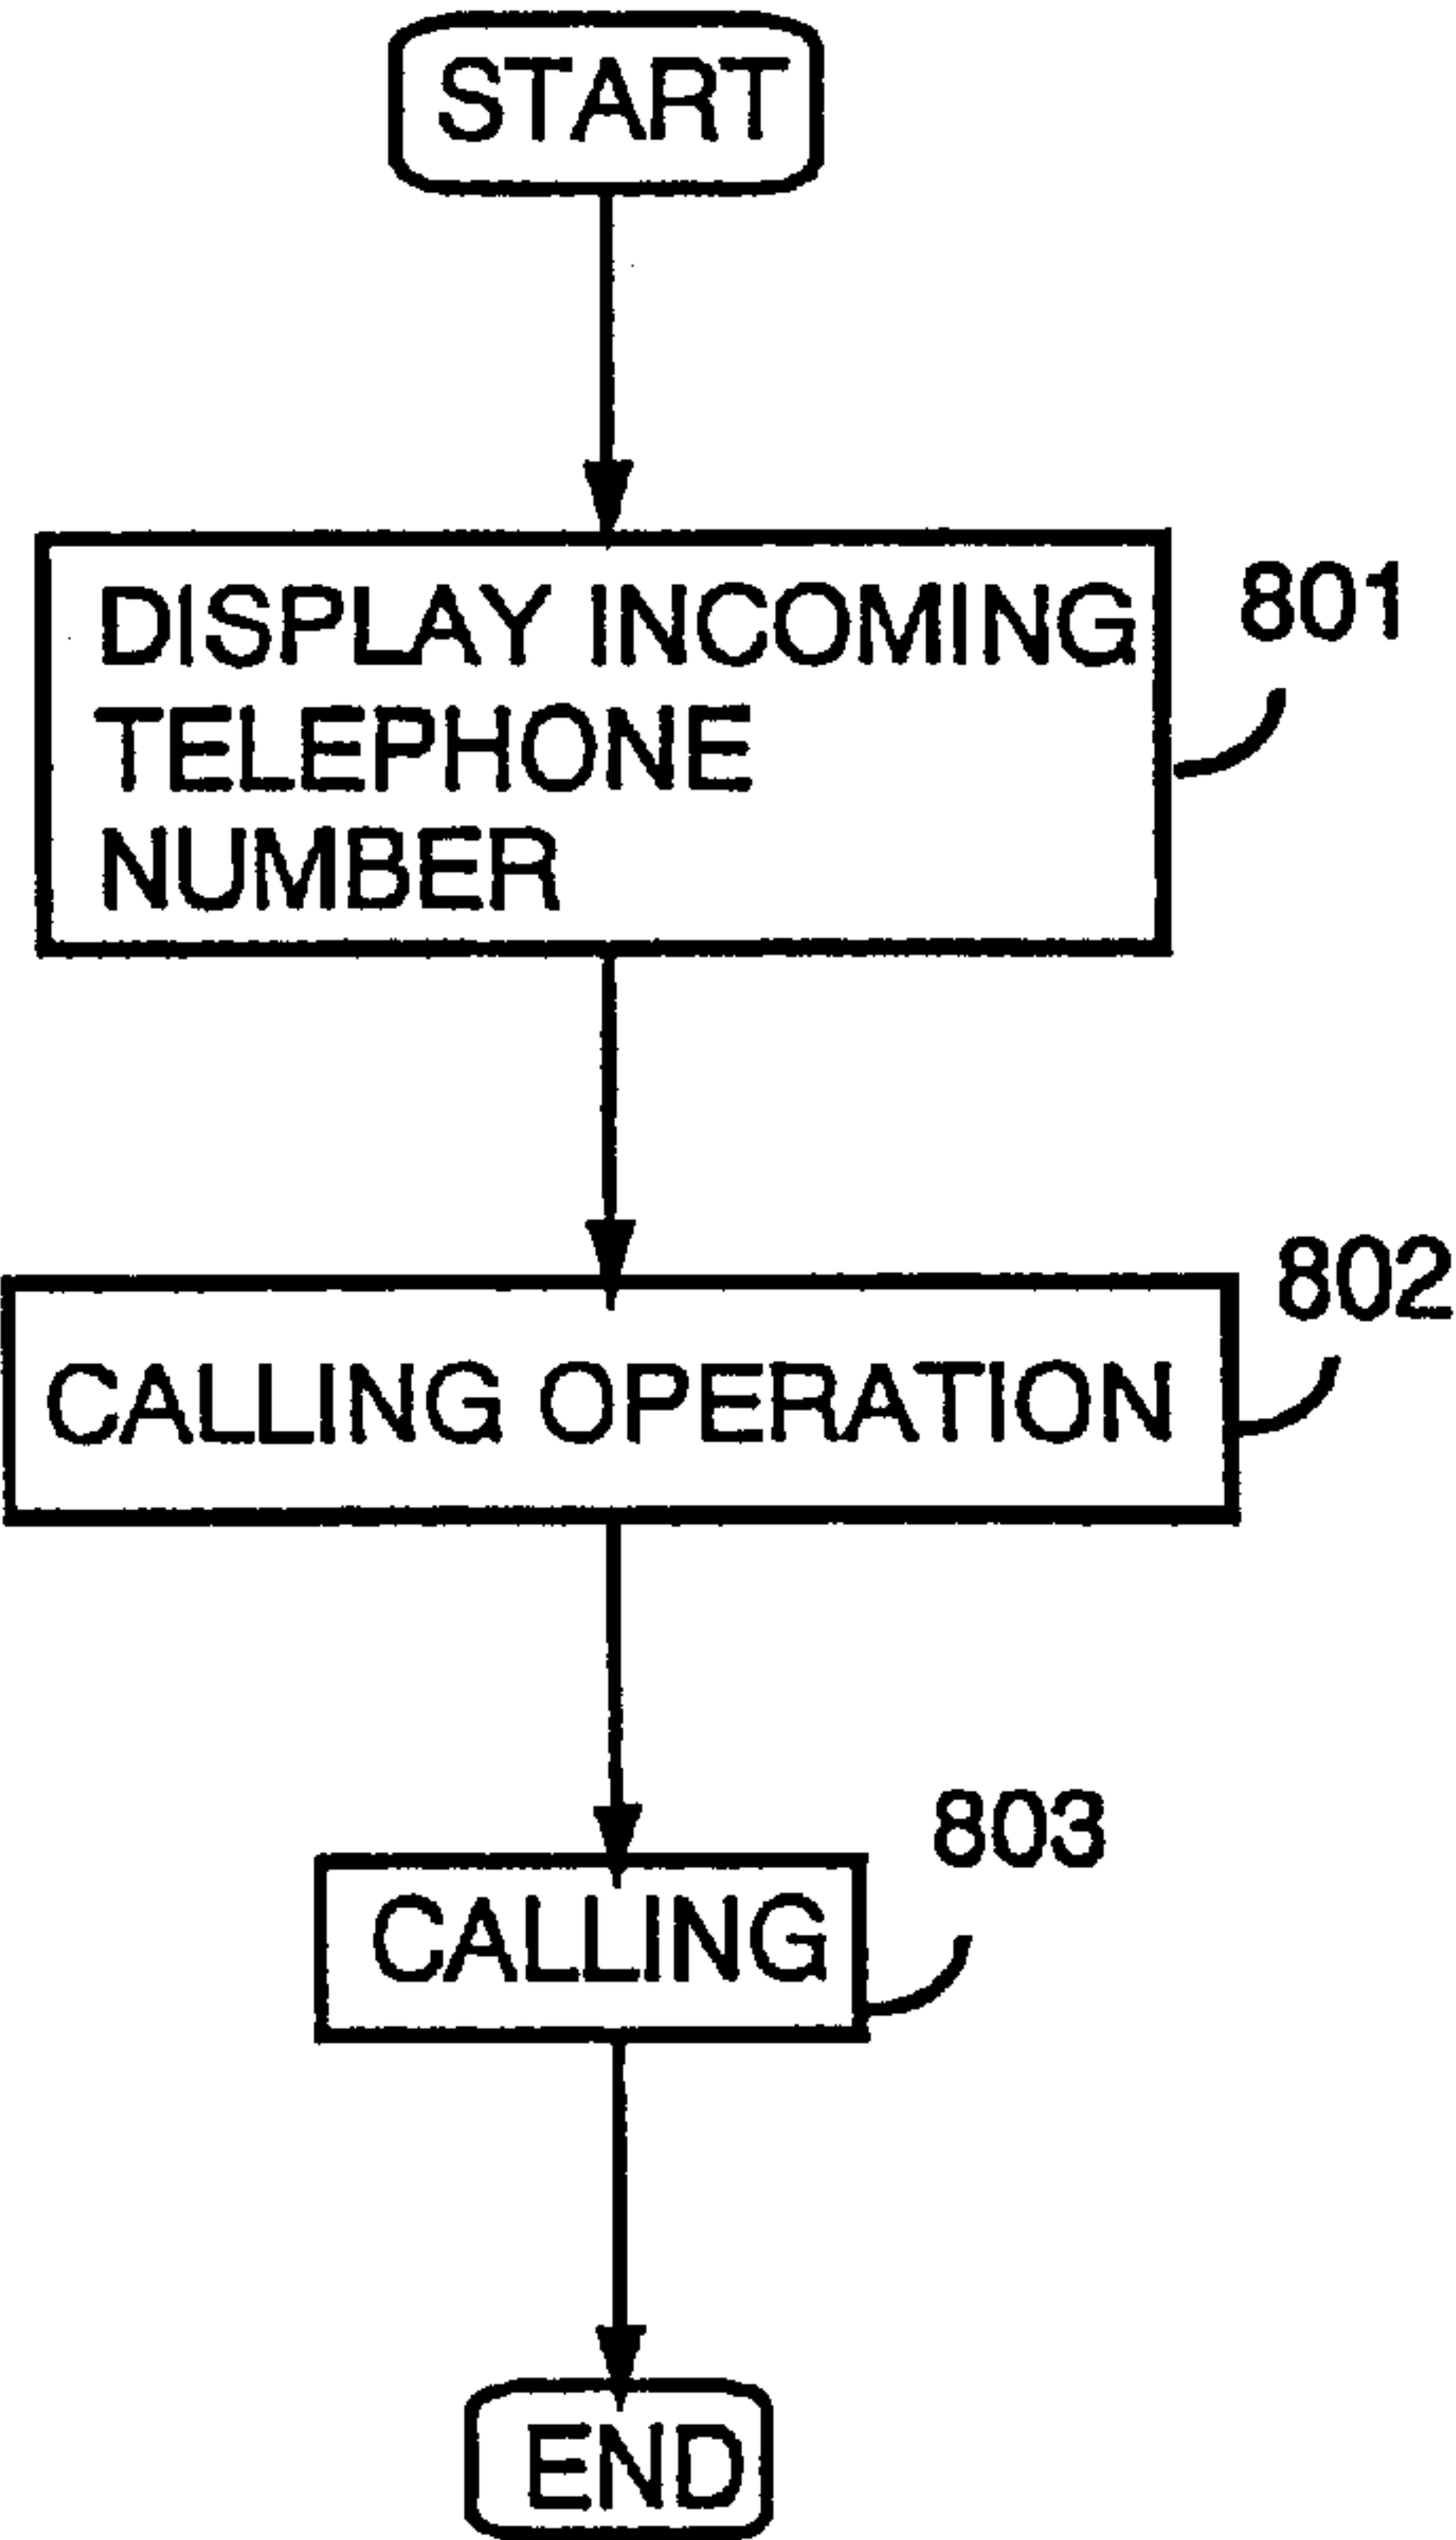 START
DISPLAY INCOMING
TELEPHONE
NUMBER
801
CALLING OPERATION
802
CALLING
803
END